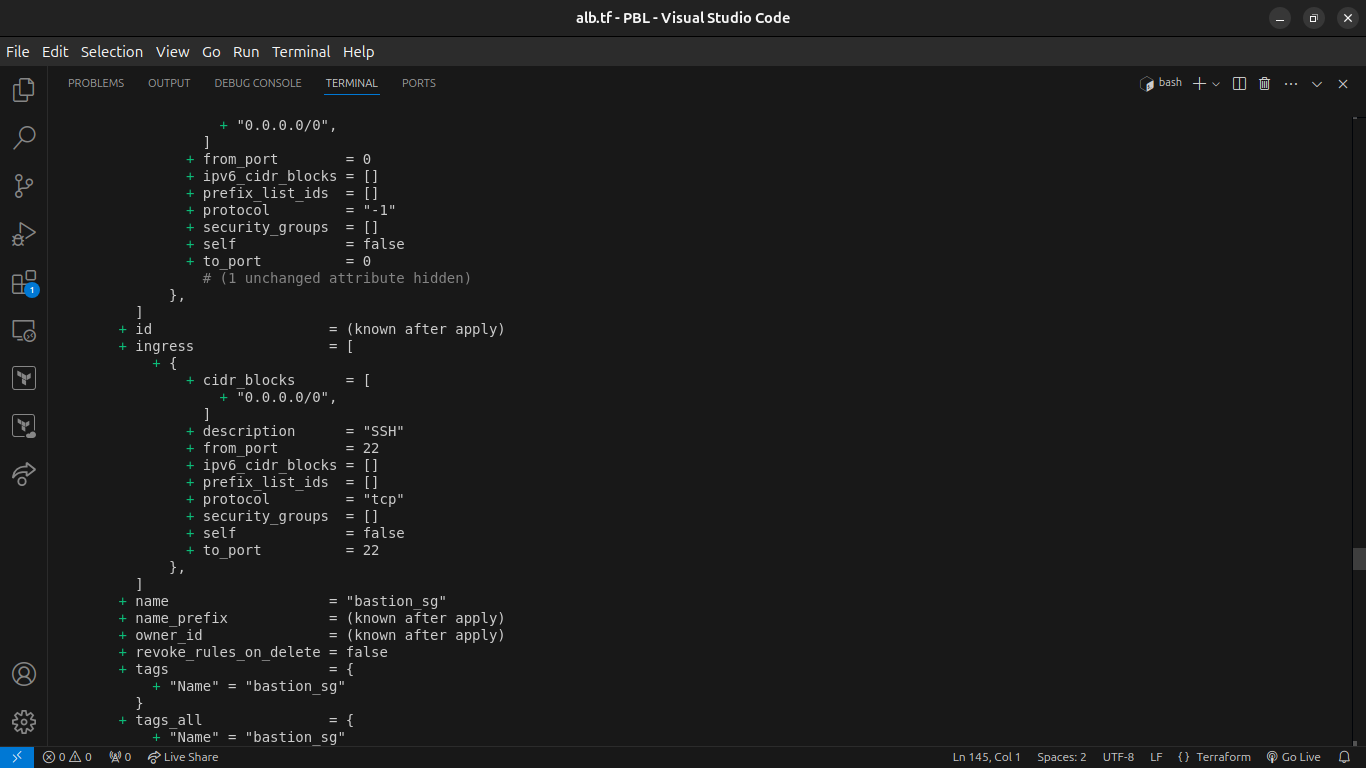 alb.tf - PBL - Visual Studio Code
File Edit Selection View Go Run Terminal Help
PROBLEMS OUTPUT DEBUG CONSOLE TERMINAL PORTS bash
+ "0.0.0.0/0",
]
+ from_port = 0
+ ipv6_cidr_blocks = []
+ prefix_list_ids = []
+ protocol = "-1"
+ security_groups = []
+ self = false
+ to_port = 0
# (1 unchanged attribute hidden)
},
]
+ id = (known after apply)
+ ingress = [
+ {
+ cidr_blocks = [
+ "0.0.0.0/0",
]
+ description = "SSH"
+ from_port = 22
+ ipv6_cidr_blocks = []
+ prefix_list_ids = []
+ protocol = "tcp"
+ security_groups = []
+ self = false
+ to_port = 22
},
]
+ name = "bastion_sg"
+ name_prefix = (known after apply)
+ owner_id = (known after apply)
+ revoke_rules_on_delete = false
+ tags = {
+ "Name" = "bastion_sg"
}
+ tags_all = {
+ "Name" = "bastion_sg"
1
0 0 0 Live Share Ln 145, Col 1 Spaces: 2 UTF-8 LF {} Terraform Go Live